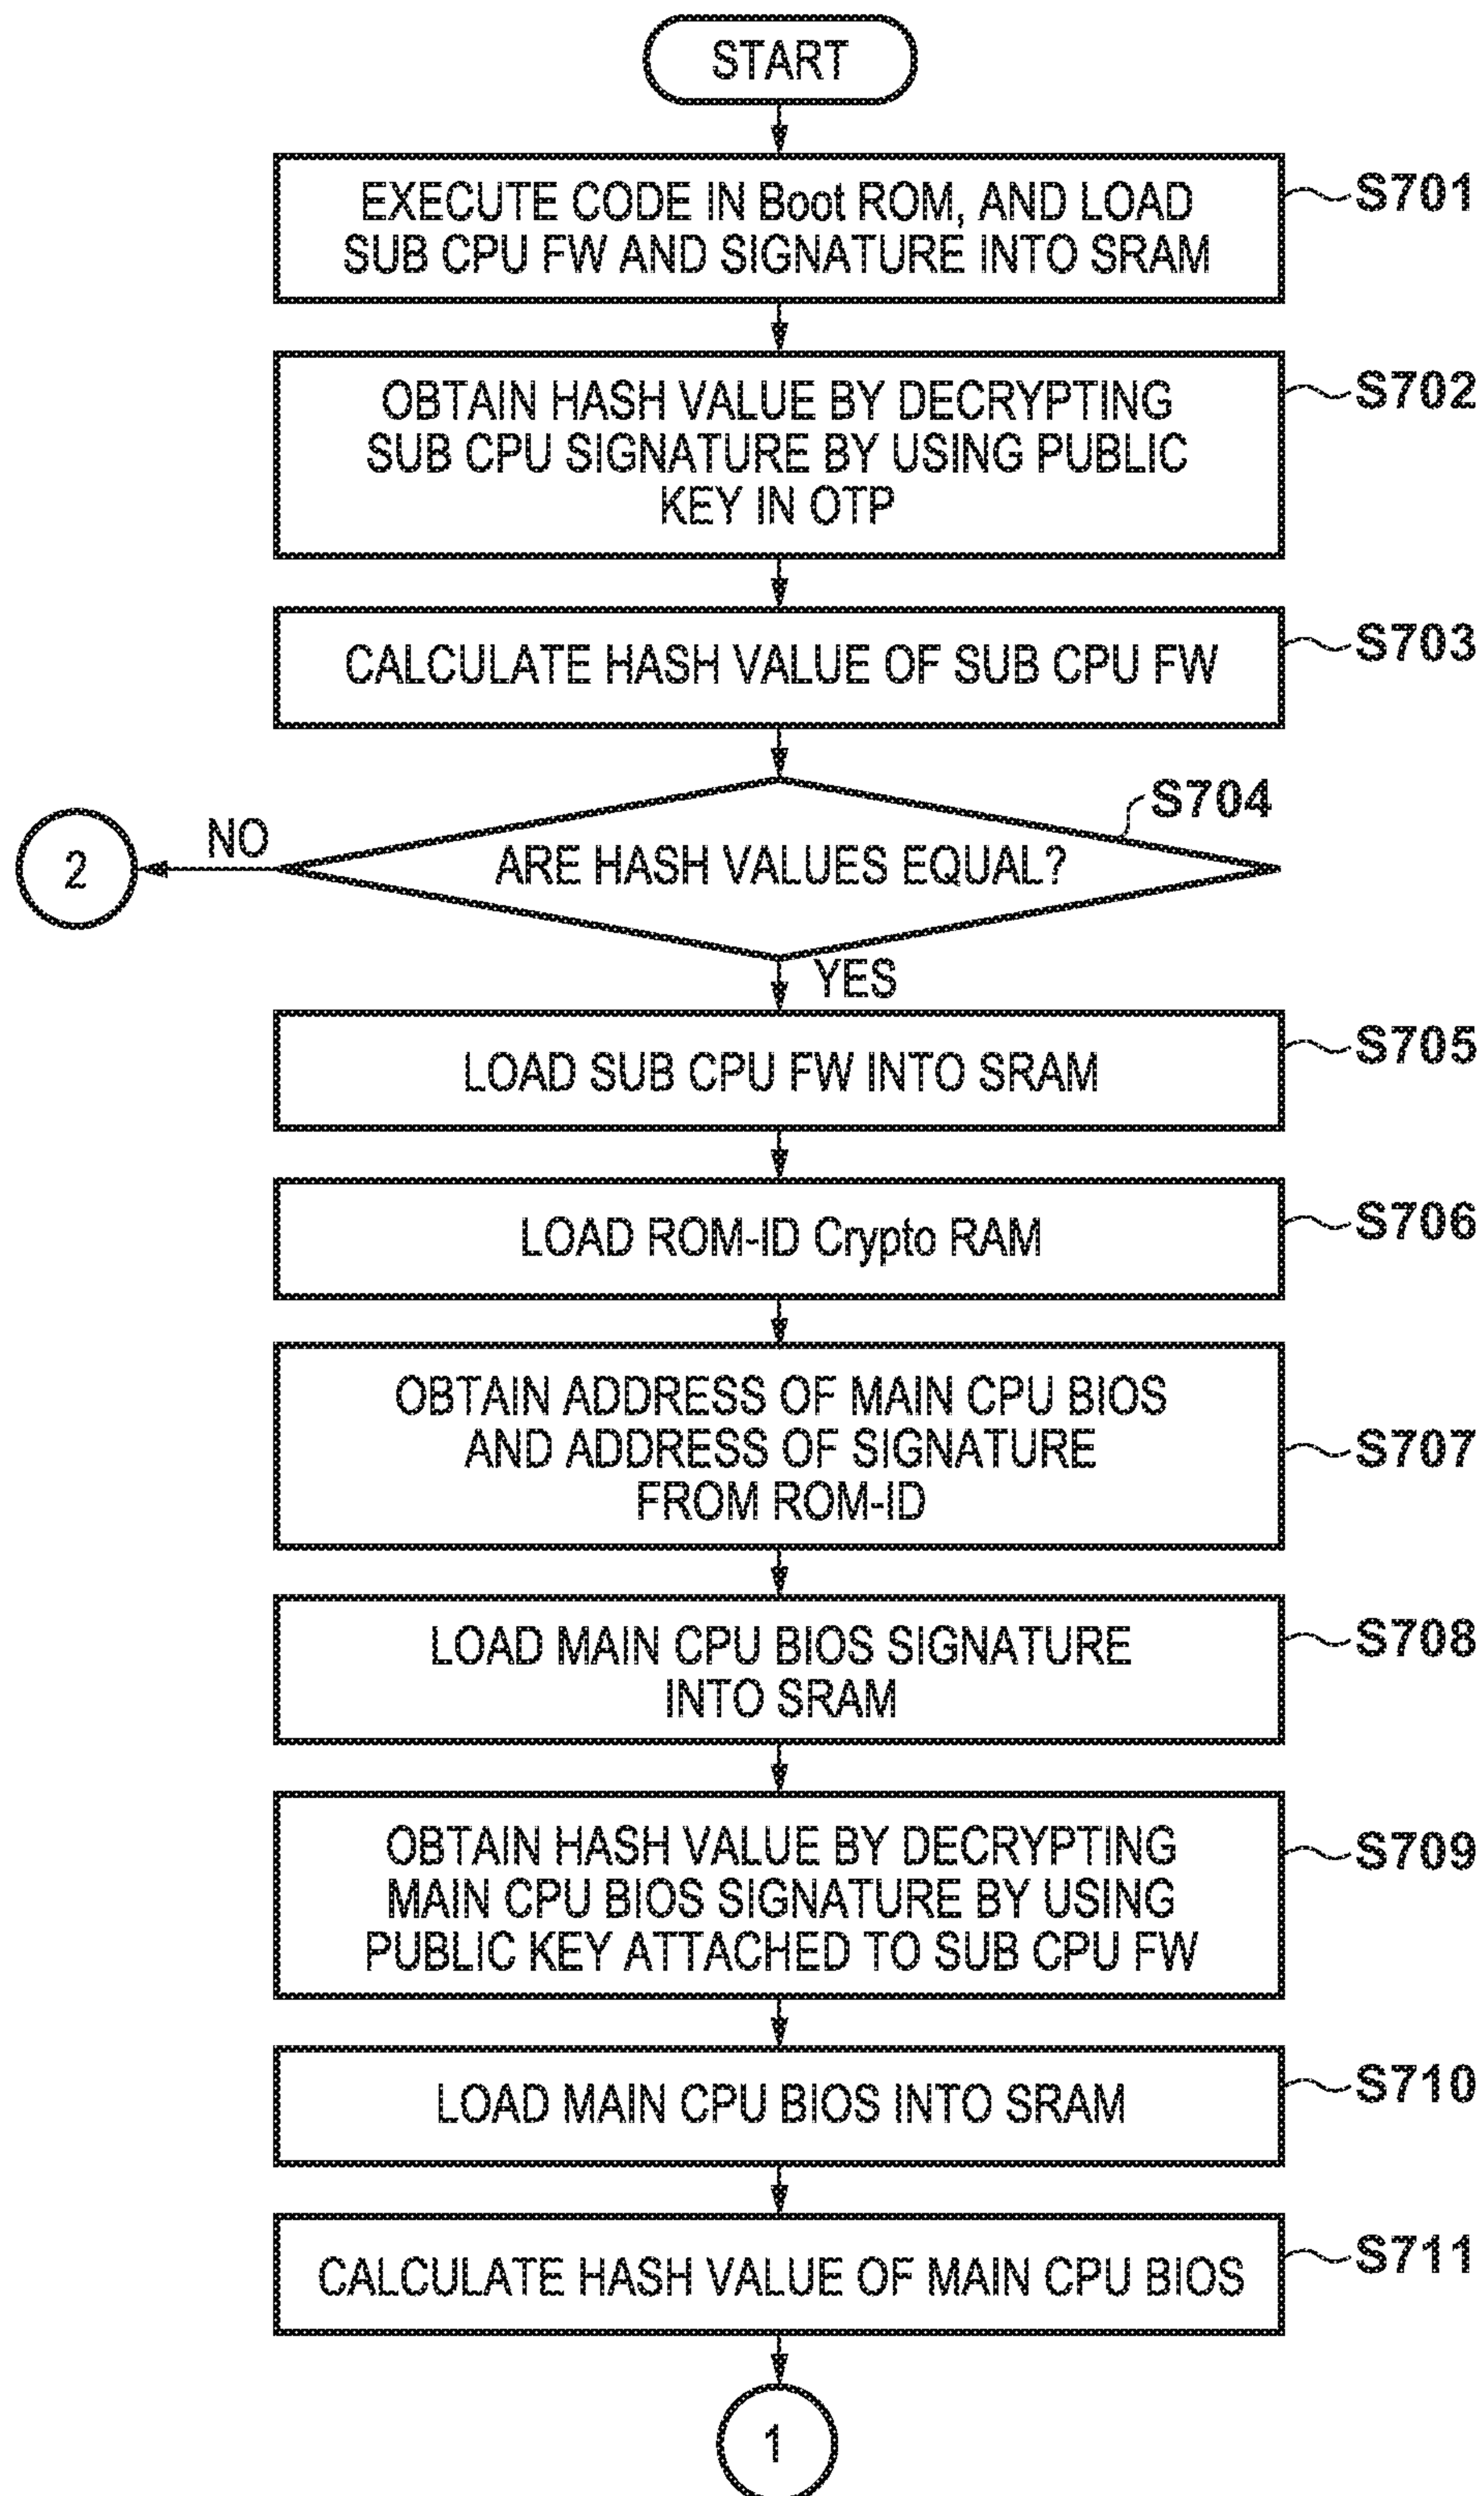 START
EXECUTE CODE IN Boot ROM, AND LOAD
SUB CPU FW AND SIGNATURE INTO SRAM
S701
OBTAIN HASH VALUE BY DECRYPTING
SUB CPU SIGNATURE BY USING PUBLIC
KEY IN OTP
S702
CALCULATE HASH VALUE OF SUB CPU FW
S703
S704
ARE HASH VALUES EQUAL?
NO
2
YES
LOAD SUB CPU FW INTO SRAM
S705
LOAD ROM-ID Crypto RAM
S706
OBTAIN ADDRESS OF MAIN CPU BIOS
AND ADDRESS OF SIGNATURE
FROM ROM-ID
S707
LOAD MAIN CPU BIOS SIGNATURE
INTO SRAM
S708
OBTAIN HASH VALUE BY DECRYPTING
MAIN CPU BIOS SIGNATURE BY USING
PUBLIC KEY ATTACHED TO SUB CPU FW
S709
LOAD MAIN CPU BIOS INTO SRAM
S710
CALCULATE HASH VALUE OF MAIN CPU BIOS
S711
1